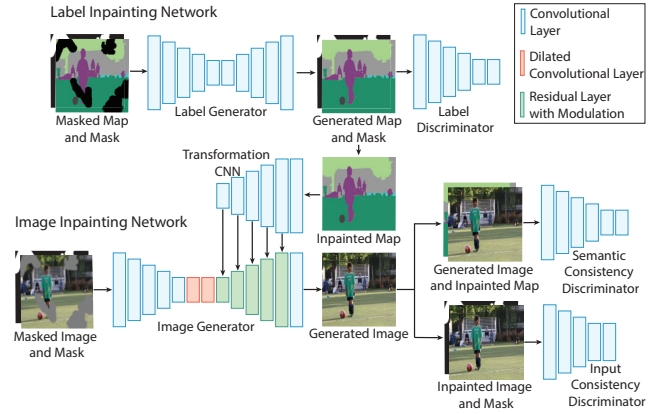 Label Inpainting Network
Masked Map
and Mask
Label Generator
Generated Map
and Mask
Label
Discriminator
Convolutional
Layer
Dilated
Convolutional Layer
Residual Layer
with Modulation
Transformation
CNN
Inpainted Map
Image Inpainting Network
Masked Image
and Mask
Image Generator
Generated Image
Generated Image
and Inpainted Map
Semantic
Consistency
Discriminator
Inpainted Image
and Mask
Input
Consistency
Discriminator